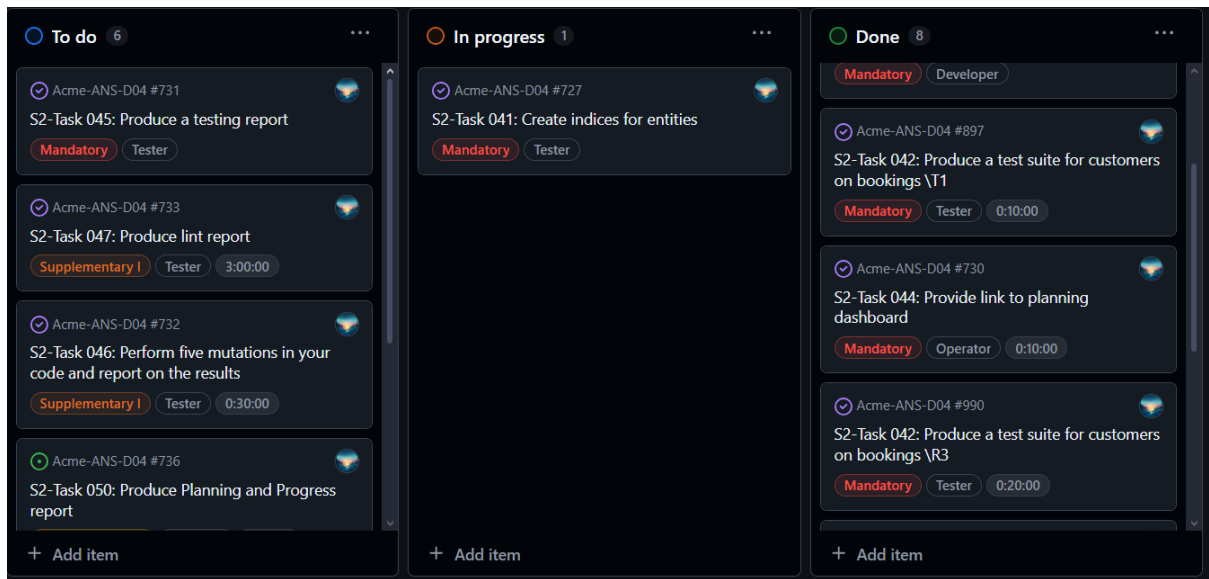 To do 6
Acme-ANS-D04 #731
S2-Task 045: Produce a testing report
Mandatory Tester
Acme-ANS-D04 #733
S2-Task 047: Produce lint report
Supplementary I Tester 3:00:00
Acme-ANS-D04 #732
S2-Task 046: Perform five mutations in your
code and report on the results
Supplementary I Tester 0:30:00
Acme-ANS-D04 #736
S2-Task 050: Produce Planning and Progress
report
+ Add item
In progress 1
Acme-ANS-D04 #727
S2-Task 041: Create indices for entities
Mandatory Tester
+ Add item
Done 8
Mandatory Developer
Acme-ANS-D04 #897
S2-Task 042: Produce a test suite for customers
on bookings \T1
Mandatory Tester 0:10:00
Acme-ANS-D04 #730
S2-Task 044: Provide link to planning
dashboard
Mandatory Operator 0:10:00
Acme-ANS-D04 #990
S2-Task 042: Produce a test suite for customers
on bookings \R3
Mandatory Tester 0:20:00
+ Add item